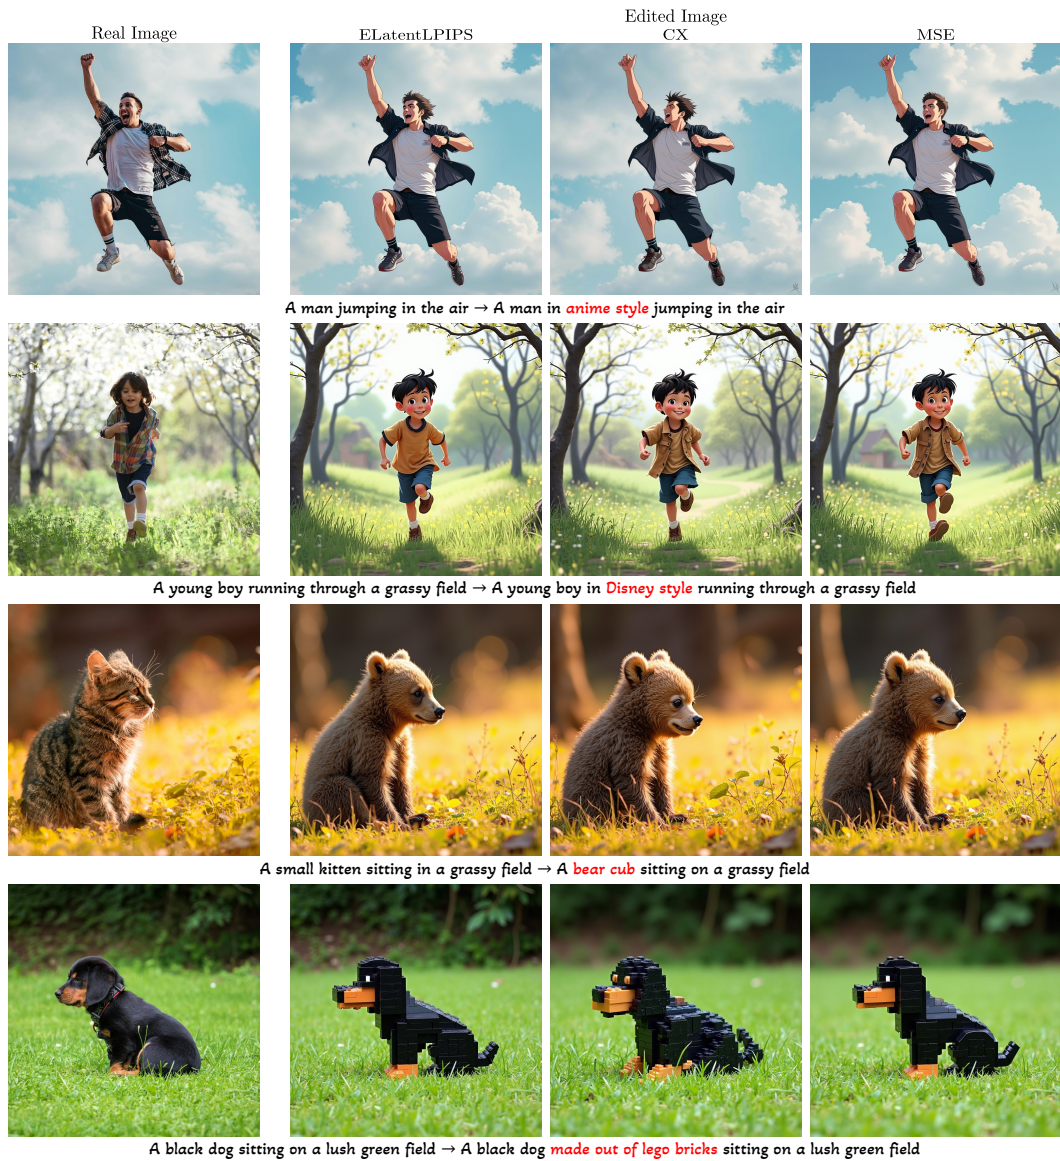 Edited Image
Real Image ELatentLPIPS CX MSE
A man jumping in the air → A man in anime style jumping in the air
A young boy running through a grassy field → A young boy in Disney style running through a grassy field
A small kitten sitting in a grassy field → A bear cub sitting on a grassy field
A black dog sitting on a lush green field → A black dog made out of lego bricks sitting on a lush green field